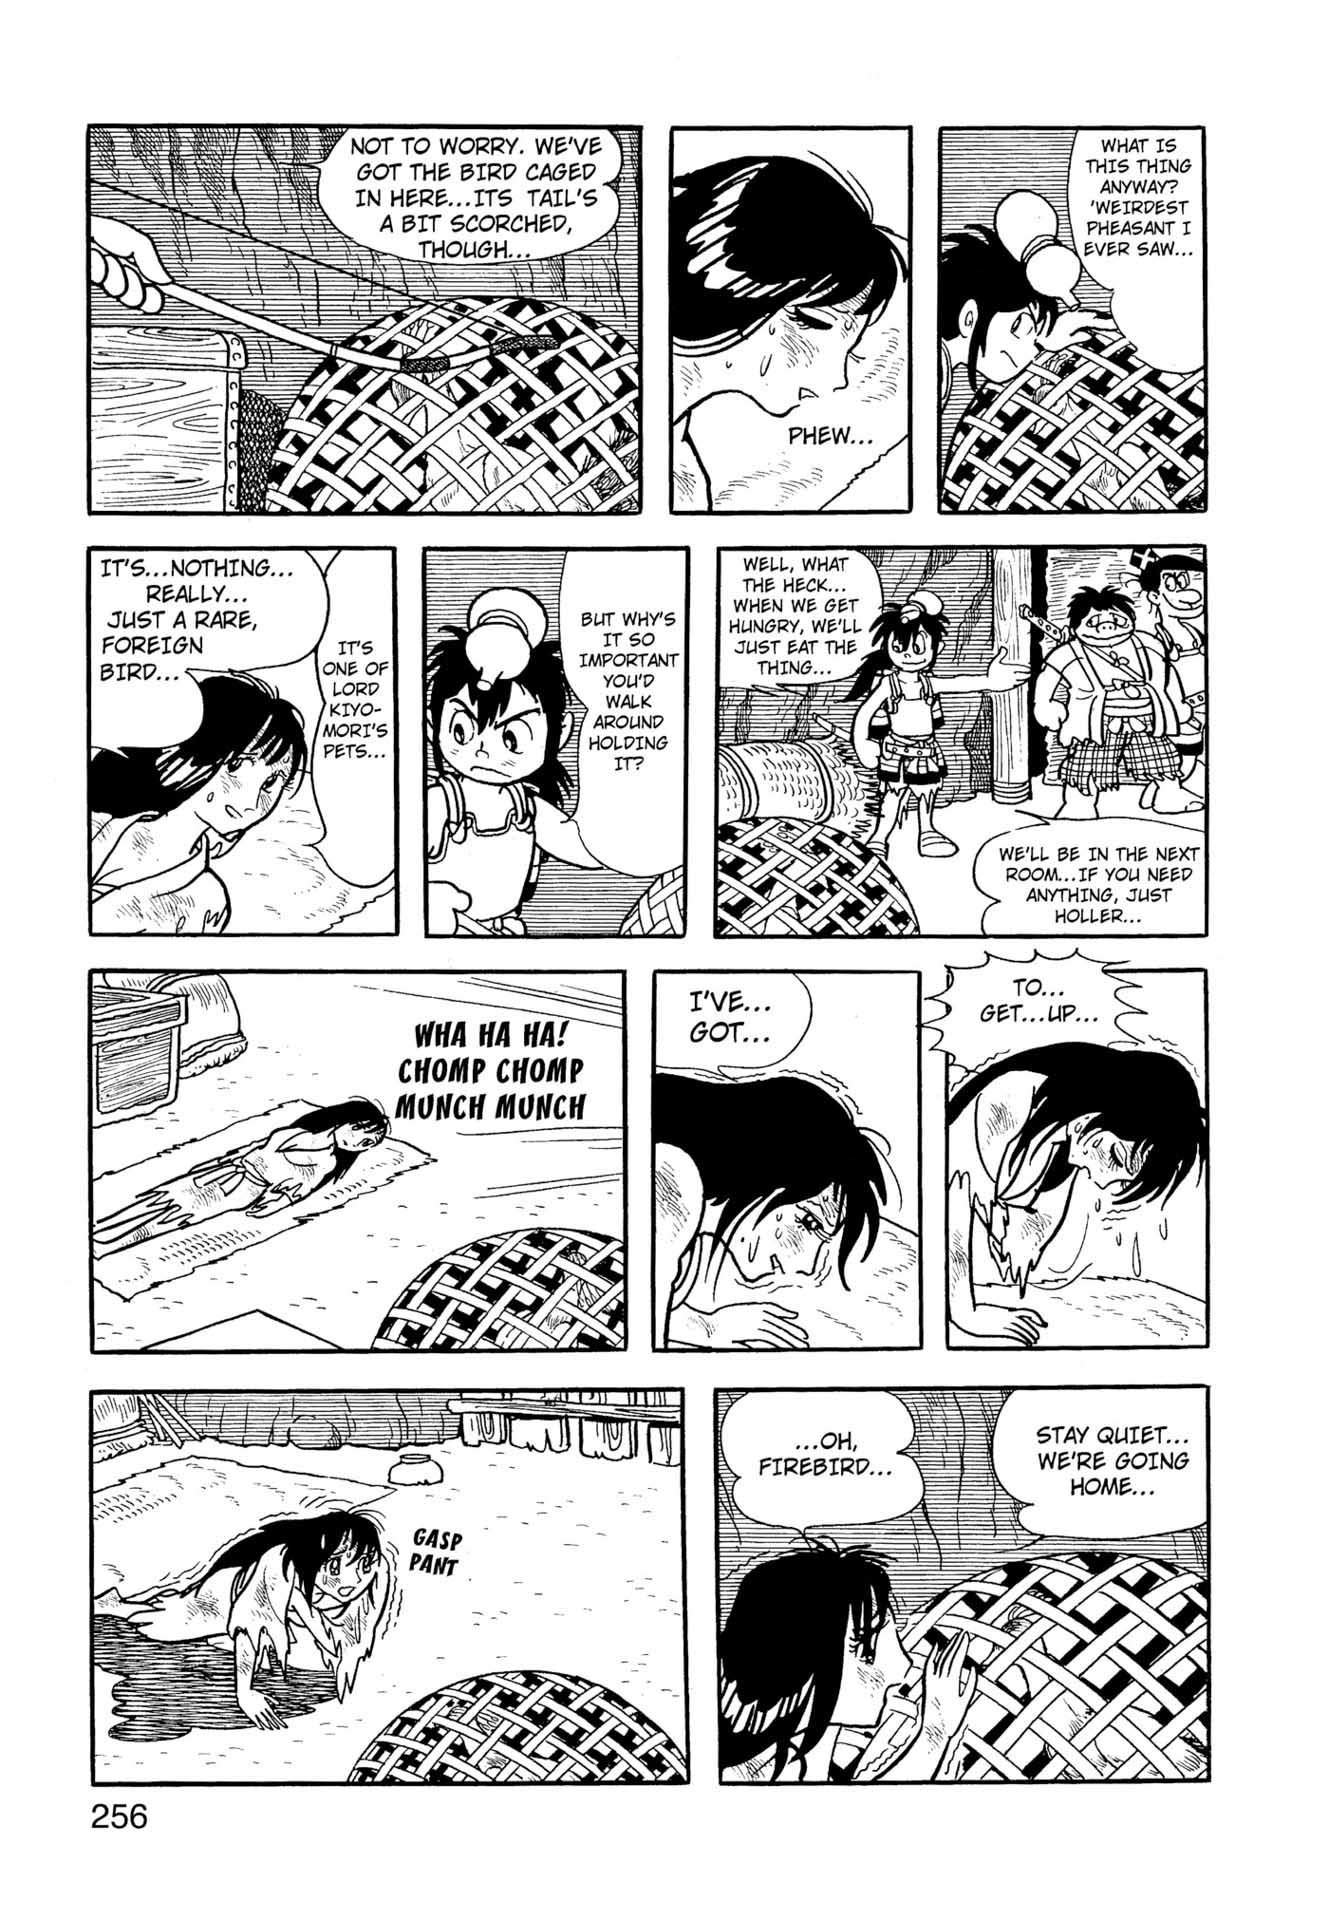 NOT TO WORRY. WE'VE
GOT THE BIRD CAGED
IN HERE...ITS TAIL'S
A BIT SCORCHED,
THOUGH...
PHEW...
WHAT IS
THIS THING
ANYWAY?
'WEIRDEST
PHEASANT I
EVER SAW...
IT'S...NOTHING...
REALLY...
JUST A RARE,
FOREIGN
BIRD...
IT'S
ONE OF
LORD
KIYO-
MORI'S
PETS...
BUT WHY'S
IT SO
IMPORTANT
YOU'D
WALK
AROUND
HOLDING
IT?
WELL, WHAT
THE HECK...
WHEN WE GET
HUNGRY, WE'LL
JUST EAT THE
THING...
WE'LL BE IN THE NEXT
ROOM...IF YOU NEED
ANYTHING, JUST
HOLLER...
WHA HA HA!
CHOMP CHOMP
MUNCH MUNCH
I'VE...
GOT...
TO...
GET...UP...
GASP
PANT
...OH,
FIREBIRD...
STAY QUIET...
WE'RE GOING
HOME...
256